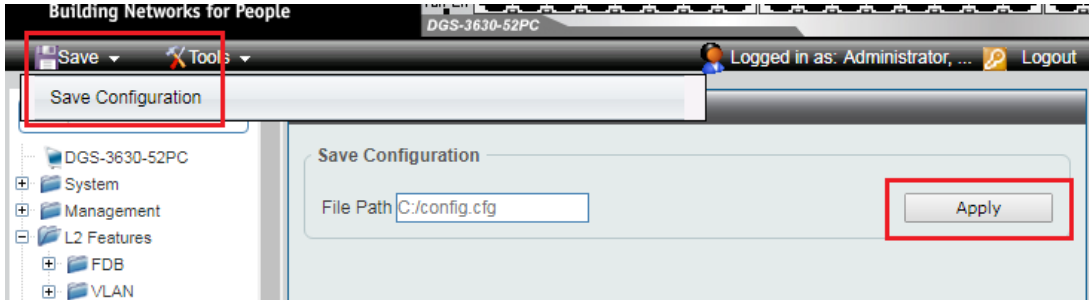 Building Networks for People
DGS-3630-52PC
Save Tools Logged in as: Administrator, ... Logout
Save Configuration
DGS-3630-52PC
System
Management
L2 Features
FDB
VLAN
Save Configuration
File Path C:/config.cfg Apply